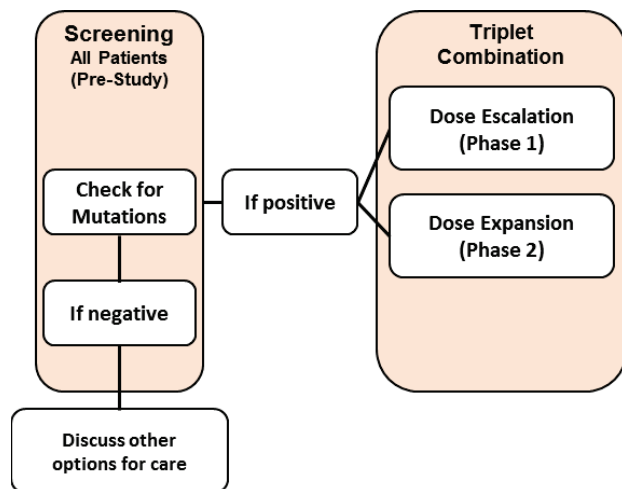 Screening
All Patients
(Pre-Study)
Check for
Mutations
If negative
Discuss other
options for care
If positive
Triplet
Combination
Dose Escalation
(Phase 1)
Dose Expansion
(Phase 2)